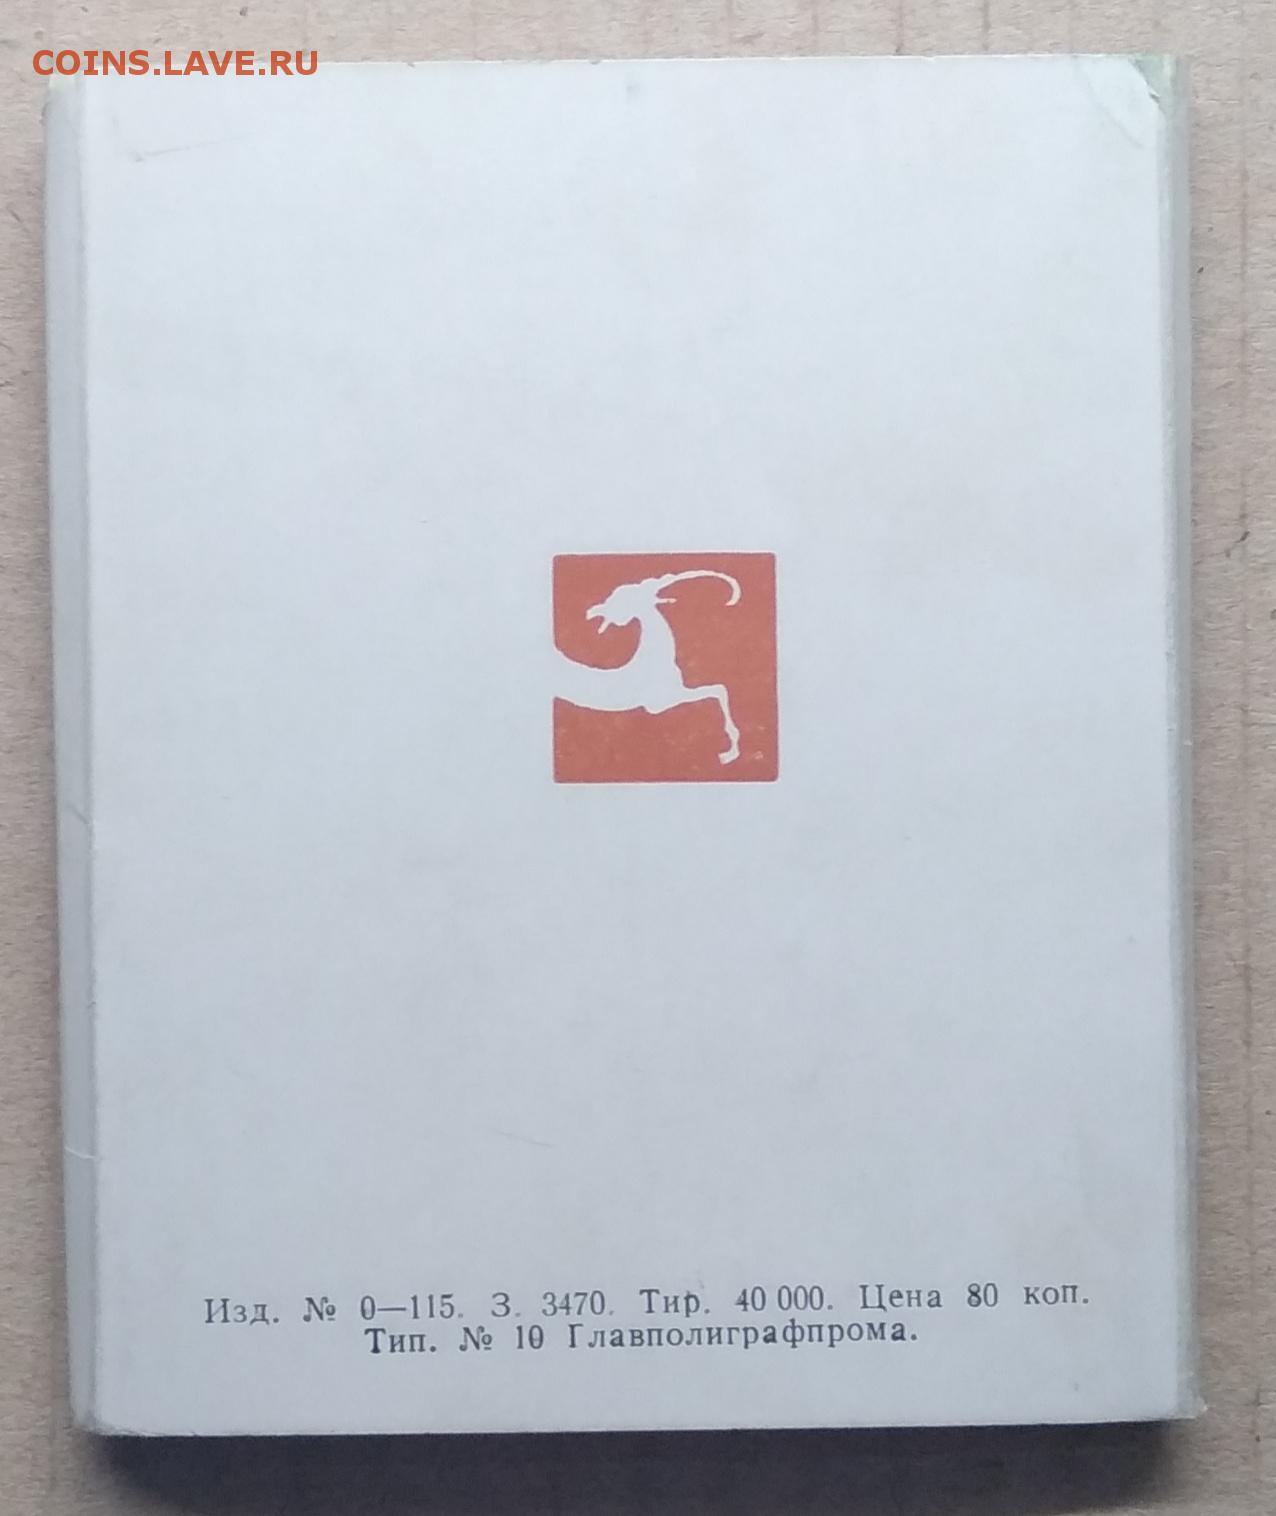 COINS.LAVE.RU
Изд. № 0—115. З. 3470. Тир. 40 000. Цена 80 коп.
Тип. № 10 Главполиграфпрома.